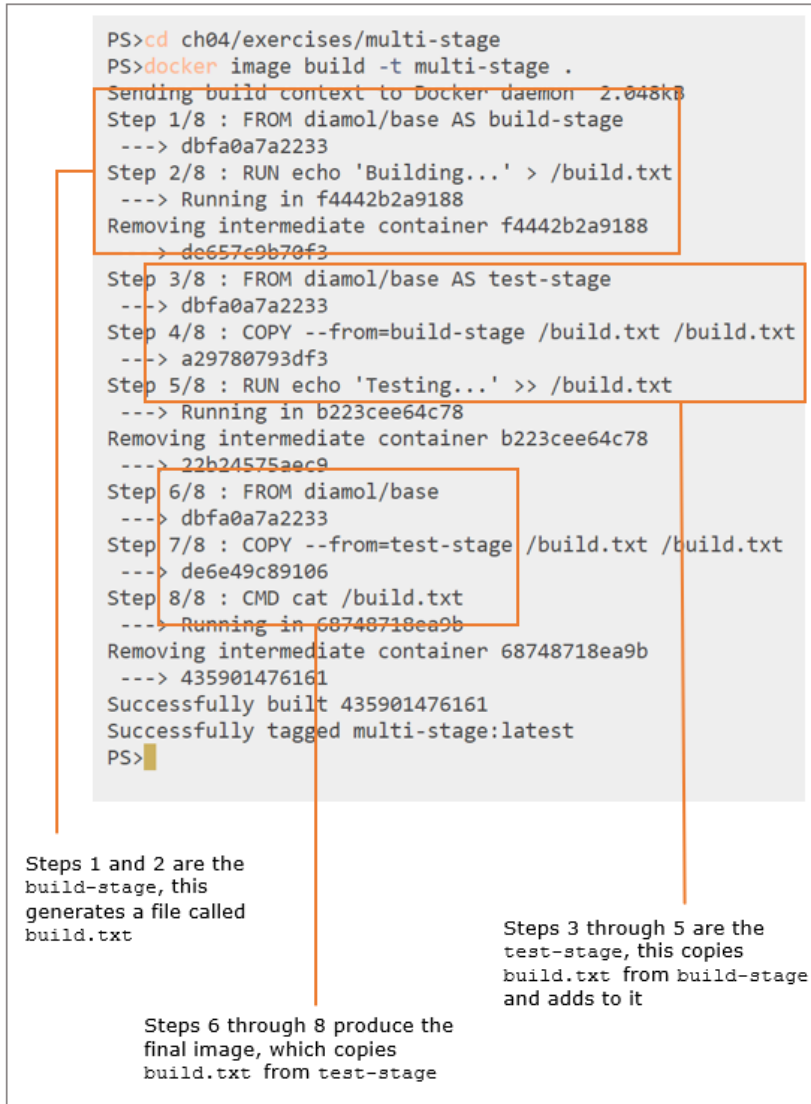 PS>cd ch04/exercises/multi-stage
PS>docker image build -t multi-stage .
Sending build context to Docker daemon  2.048kB
Step 1/8 : FROM diamol/base AS build-stage
 ---> dbfa0a7a2233
Step 2/8 : RUN echo 'Building...' > /build.txt
 ---> Running in f4442b2a9188
Removing intermediate container f4442b2a9188
 ---> de657c9b70f3
Step 3/8 : FROM diamol/base AS test-stage
 ---> dbfa0a7a2233
Step 4/8 : COPY --from=build-stage /build.txt /build.txt
 ---> a29780793df3
Step 5/8 : RUN echo 'Testing...' >> /build.txt
 ---> Running in b223cee64c78
Removing intermediate container b223cee64c78
 ---> 22b24575aec9
Step 6/8 : FROM diamol/base
 ---> dbfa0a7a2233
Step 7/8 : COPY --from=test-stage /build.txt /build.txt
 ---> de6e49c89106
Step 8/8 : CMD cat /build.txt
 ---> Running in 68748718ea9b
Removing intermediate container 68748718ea9b
 ---> 435901476161
Successfully built 435901476161
Successfully tagged multi-stage:latest
PS>
Steps 1 and 2 are the
build-stage, this
generates a file called
build.txt
Steps 3 through 5 are the
test-stage, this copies
build.txt from build-stage
and adds to it
Steps 6 through 8 produce the
final image, which copies
build.txt from test-stage